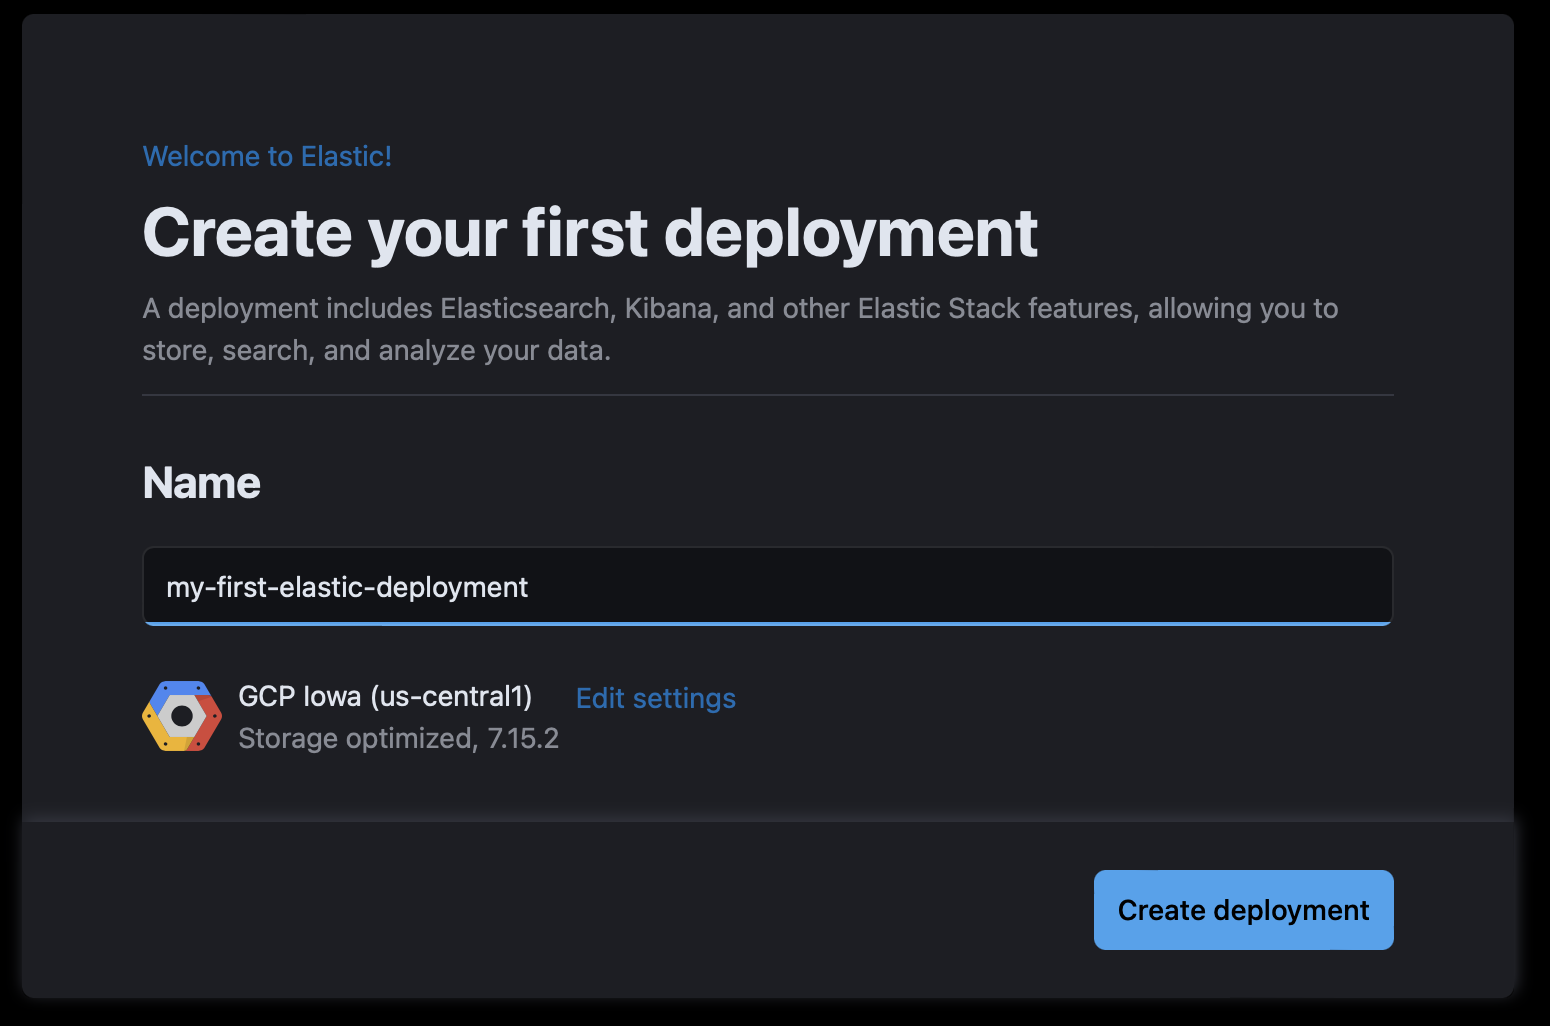 Welcome to Elastic!
Create your first deployment
A deployment includes Elasticsearch, Kibana, and other Elastic Stack features, allowing you to
store, search, and analyze your data.
Name
my-first-elastic-deployment
GCP Iowa (us-central1) Edit settings
Storage optimized, 7.15.2
Create deployment